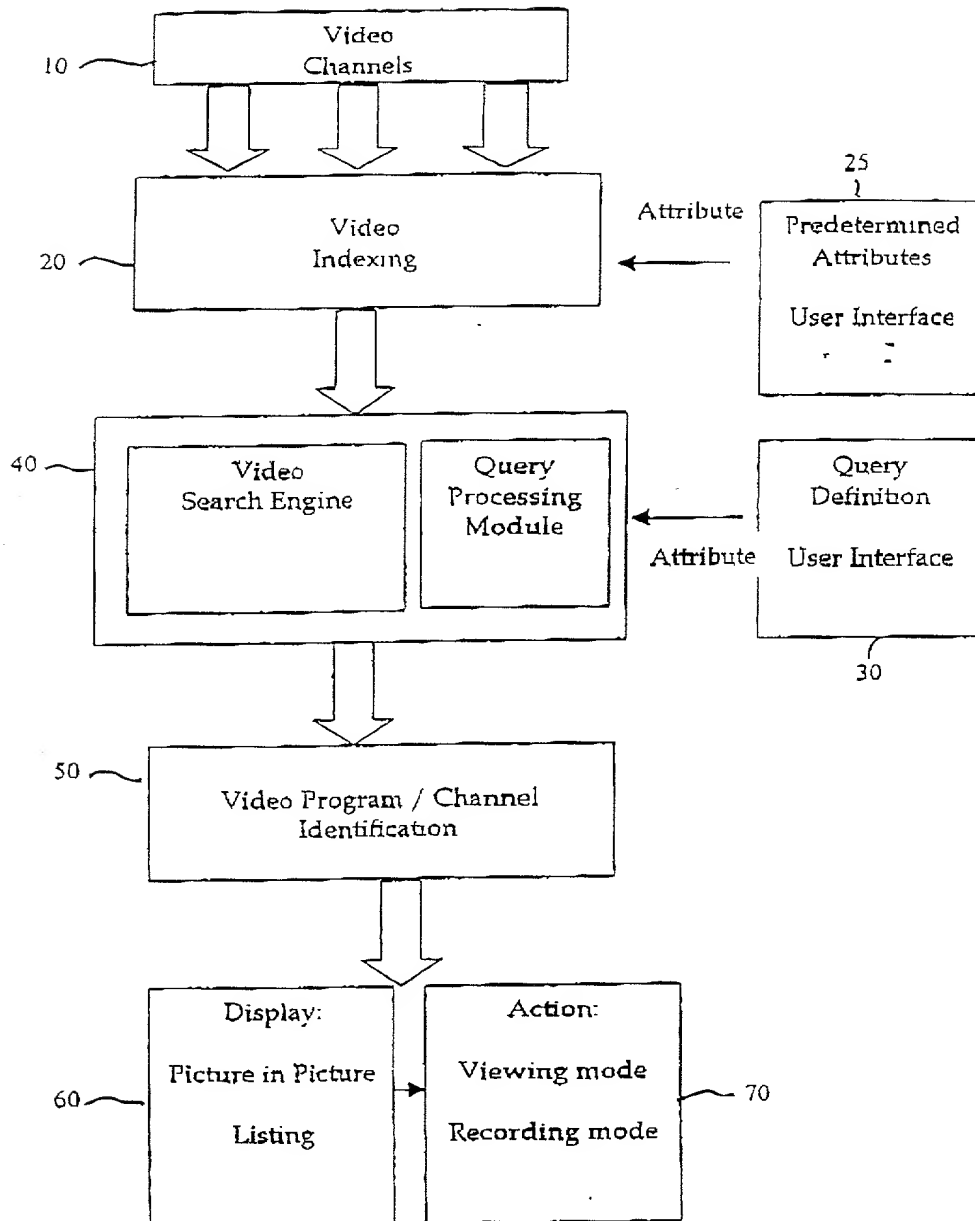 Video
Channels
10
25
Video
Indexing
20
Attribute
Predetermined
Attributes
User Interface
40
Video
Search Engine
Query
Processing
Module
Attribute
Query
Definition
User Interface
30
50
Video Program / Channel
Identification
Display:
Picture in Picture
Listing
60
Action:
Viewing mode
Recording mode
70